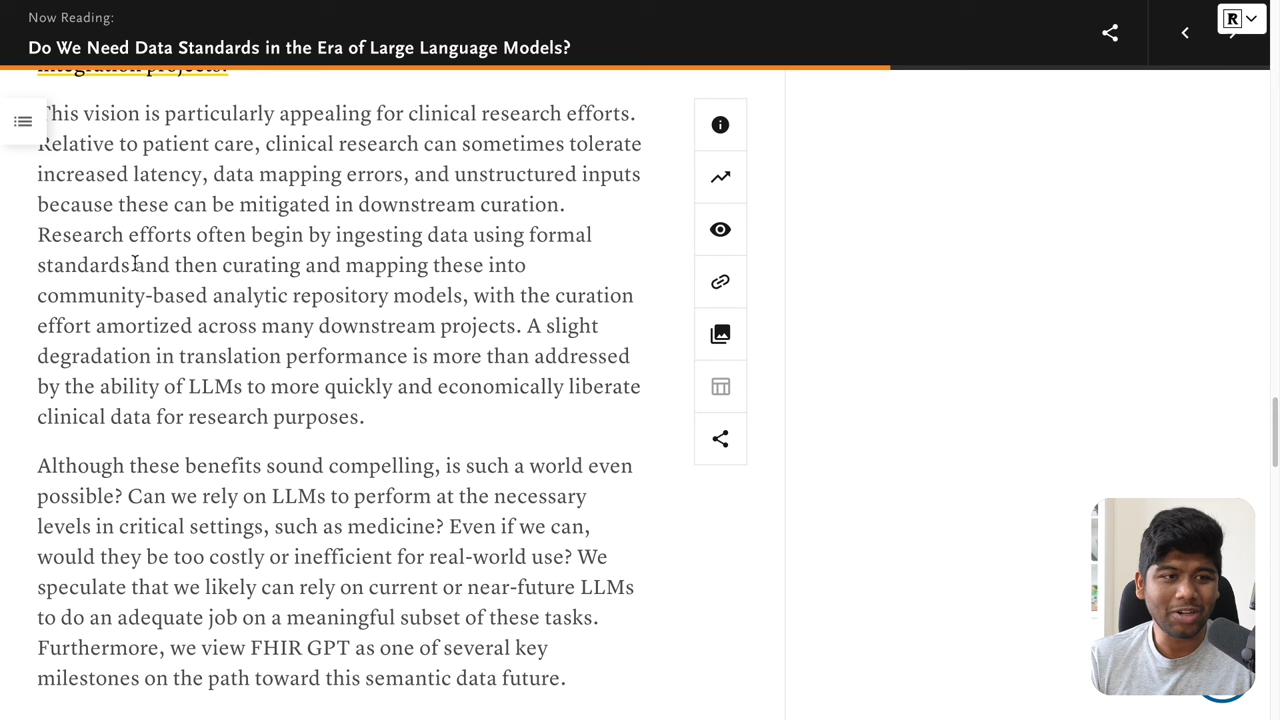 Now Reading:
Do We Need Data Standards in the Era of Large Language Models?
R
integration projects.
This vision is particularly appealing for clinical research efforts.
Relative to patient care, clinical research can sometimes tolerate
increased latency, data mapping errors, and unstructured inputs
because these can be mitigated in downstream curation.
Research efforts often begin by ingesting data using formal
standards and then curating and mapping these into
community-based analytic repository models, with the curation
effort amortized across many downstream projects. A slight
degradation in translation performance is more than addressed
by the ability of LLMs to more quickly and economically liberate
clinical data for research purposes.
Although these benefits sound compelling, is such a world even
possible? Can we rely on LLMs to perform at the necessary
levels in critical settings, such as medicine? Even if we can,
would they be too costly or inefficient for real-world use? We
speculate that we likely can rely on current or near-future LLMs
to do an adequate job on a meaningful subset of these tasks.
Furthermore, we view FHIR GPT as one of several key
milestones on the path toward this semantic data future.